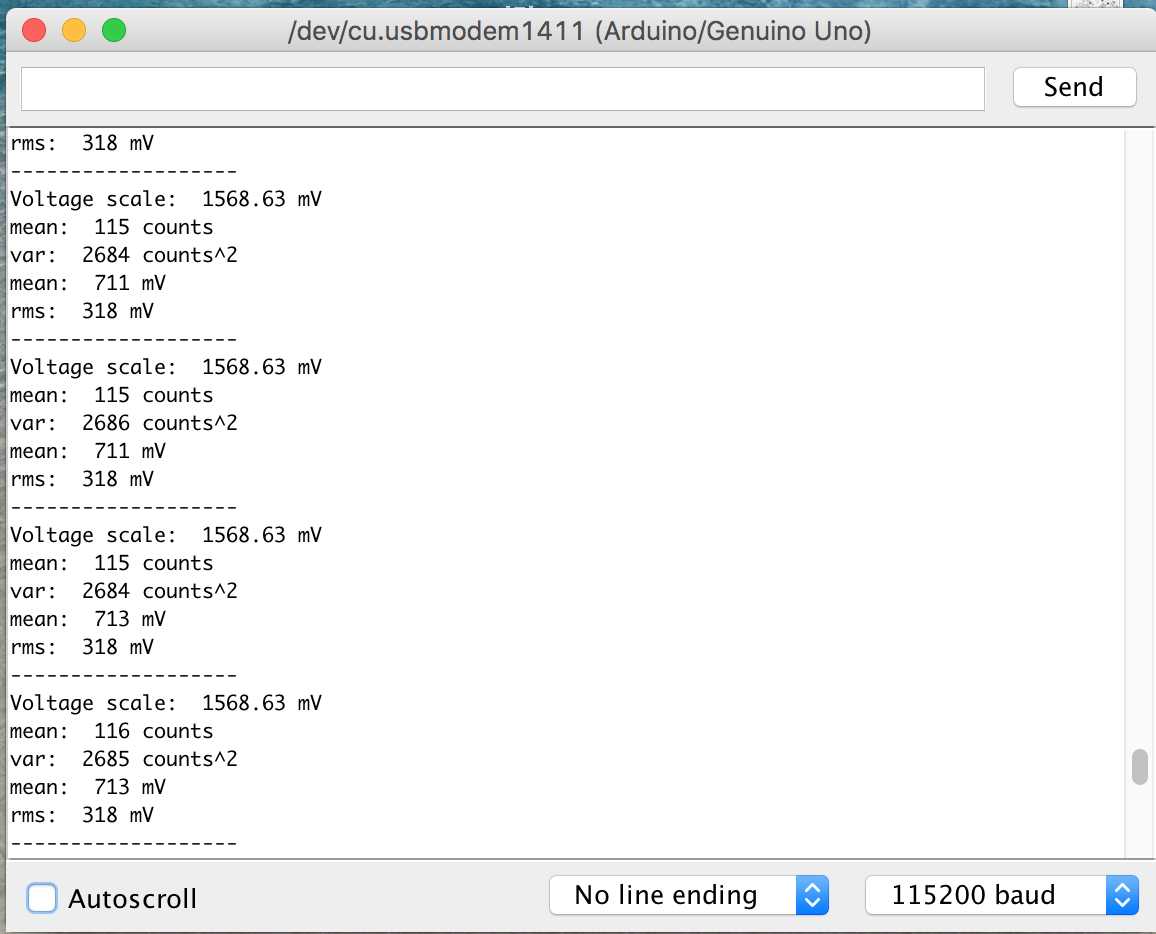 /dev/cu.usbmodem1411 (Arduino/Genuino Uno)
Send
rms:  318 mV
-------------------
Voltage scale:  1568.63 mV
mean:  115 counts
var:  2684 counts^2
mean:  711 mV
rms:  318 mV
-------------------
Voltage scale:  1568.63 mV
mean:  115 counts
var:  2686 counts^2
mean:  711 mV
rms:  318 mV
-------------------
Voltage scale:  1568.63 mV
mean:  115 counts
var:  2684 counts^2
mean:  713 mV
rms:  318 mV
-------------------
Voltage scale:  1568.63 mV
mean:  116 counts
var:  2685 counts^2
mean:  713 mV
rms:  318 mV
-------------------
Autoscroll
No line ending
115200 baud